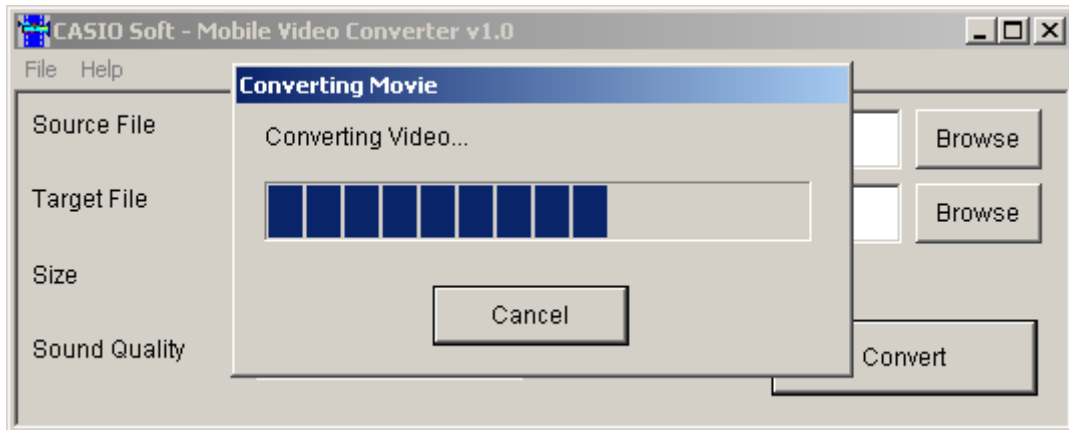 CASIO Soft - Mobile Video Converter v1.0
File Help
Converting Movie
Converting Video...
Cancel
Source File
Browse
Target File
Browse
Size
Sound Quality
Convert